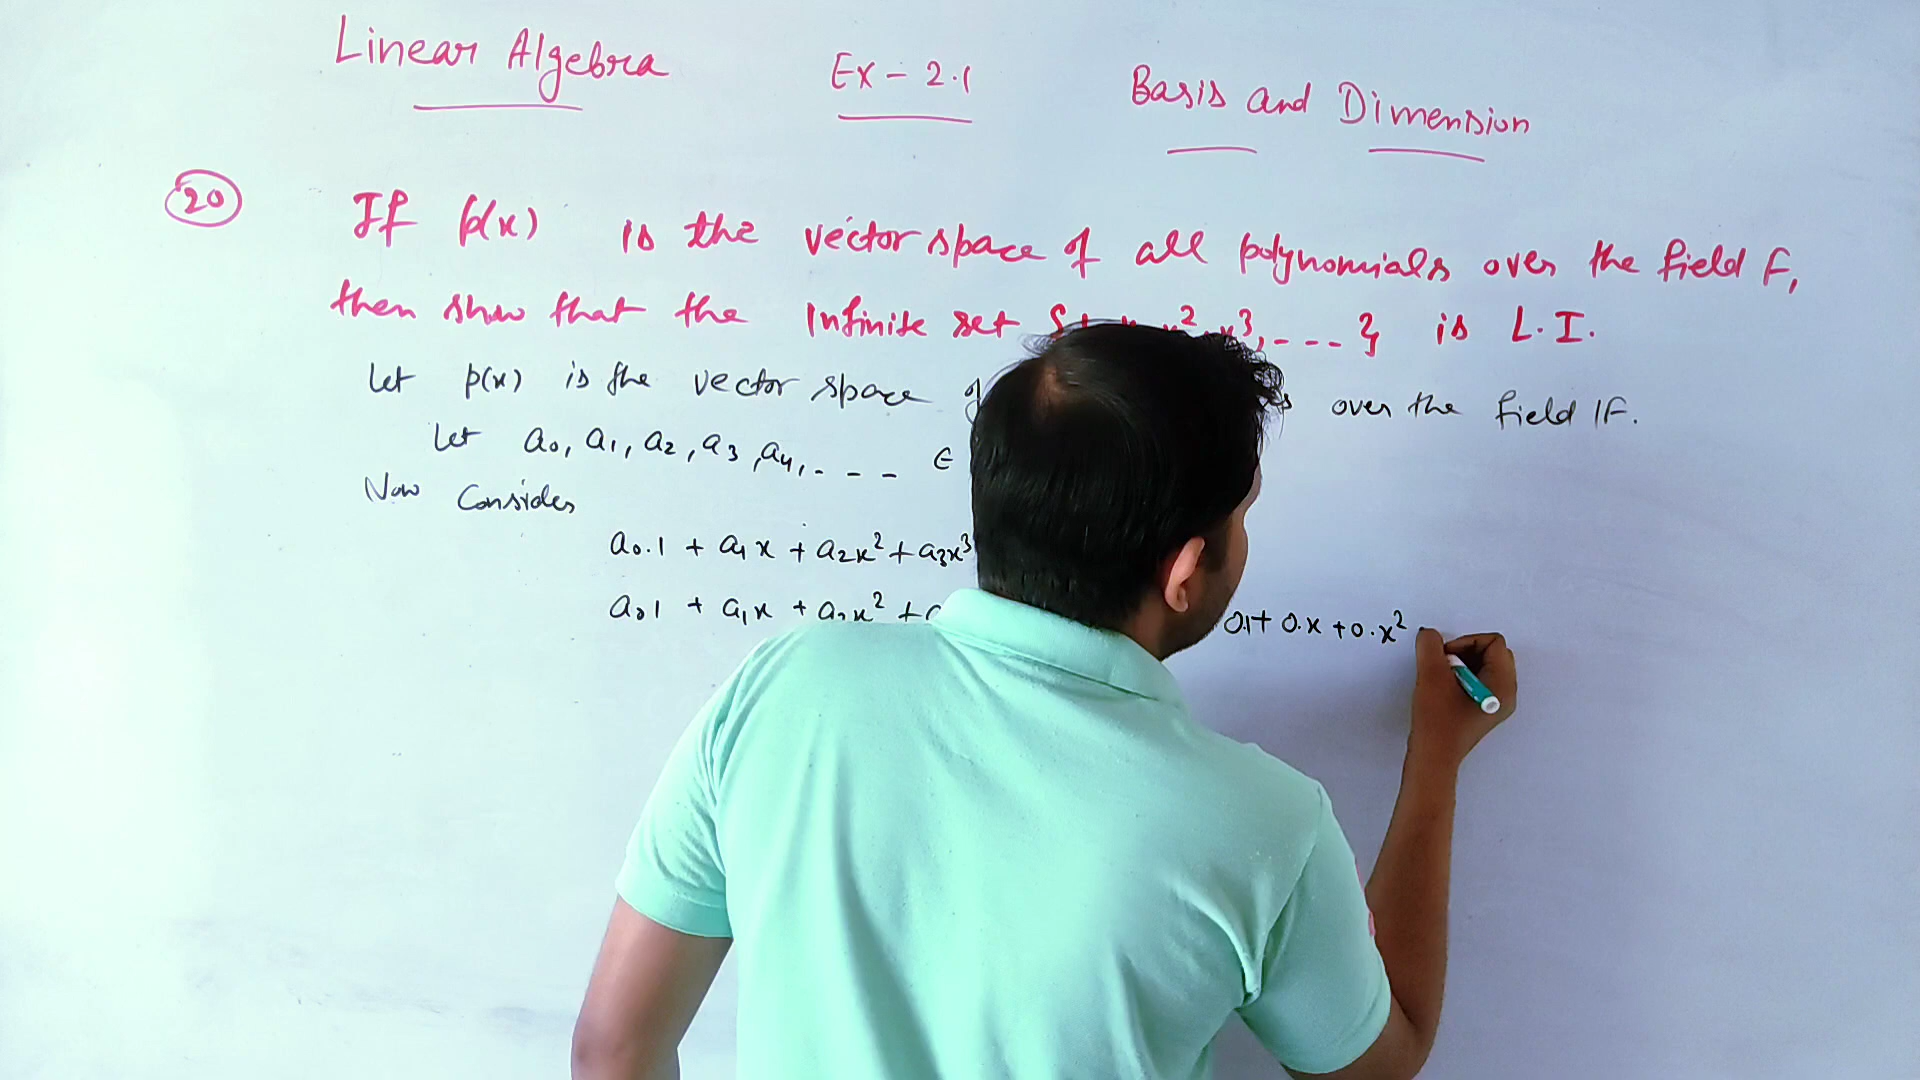 Linear Algebra Ex - 2.1 Basis and Dimension
20 If p(x) is the vector space of all polynomials over the field F,
then show that the Infinite set x², x³, - - - } is L.I.
Let p(x) is the vector space of over the field IF.
Let a₀, a₁, a₂, a₃, a₄, - - - ∈
Now Consider
a₀.1 + a₁x + a₂x² + a₃x³
a₀1 + a₁x + a₂x² + 0.1+ 0.x + 0.x²